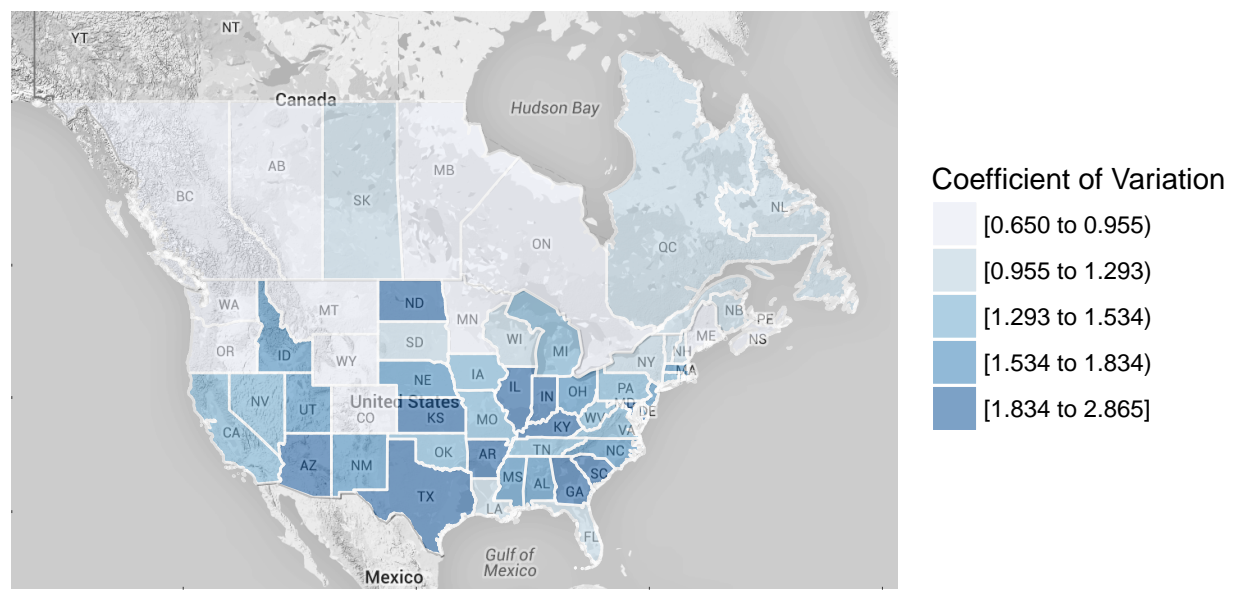 YT
NT
Canada
Hudson Bay
AB
MB
BC
SK
NL
ON
QC
WA
MT
ND
MN
NB
PE
OR
ID
WY
SD
WI
MI
NY
NH
ME
NS
MA
NV
UT
NE
IA
IL
IN
OH
PA
MD
DE
United States
CO
KS
MO
KY
WV
VA
CA
AZ
NM
OK
AR
TN
NC
TX
MS
AL
GA
SC
LA
FL
Gulf of
Mexico
Mexico
Coefficient of Variation
[0.650 to 0.955)
[0.955 to 1.293)
[1.293 to 1.534)
[1.534 to 1.834)
[1.834 to 2.865]